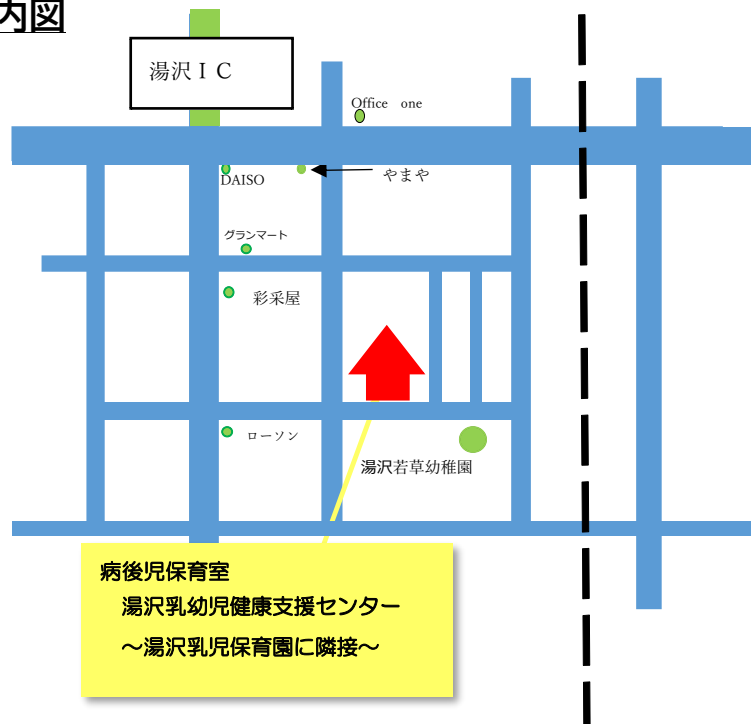 内図
湯沢ＩＣ
Office　one
DAISO
やまや
グランマート
彩采屋
ローソン
湯沢若草幼稚園
病後児保育室
湯沢乳幼児健康支援センター
～湯沢乳児保育園に隣接～